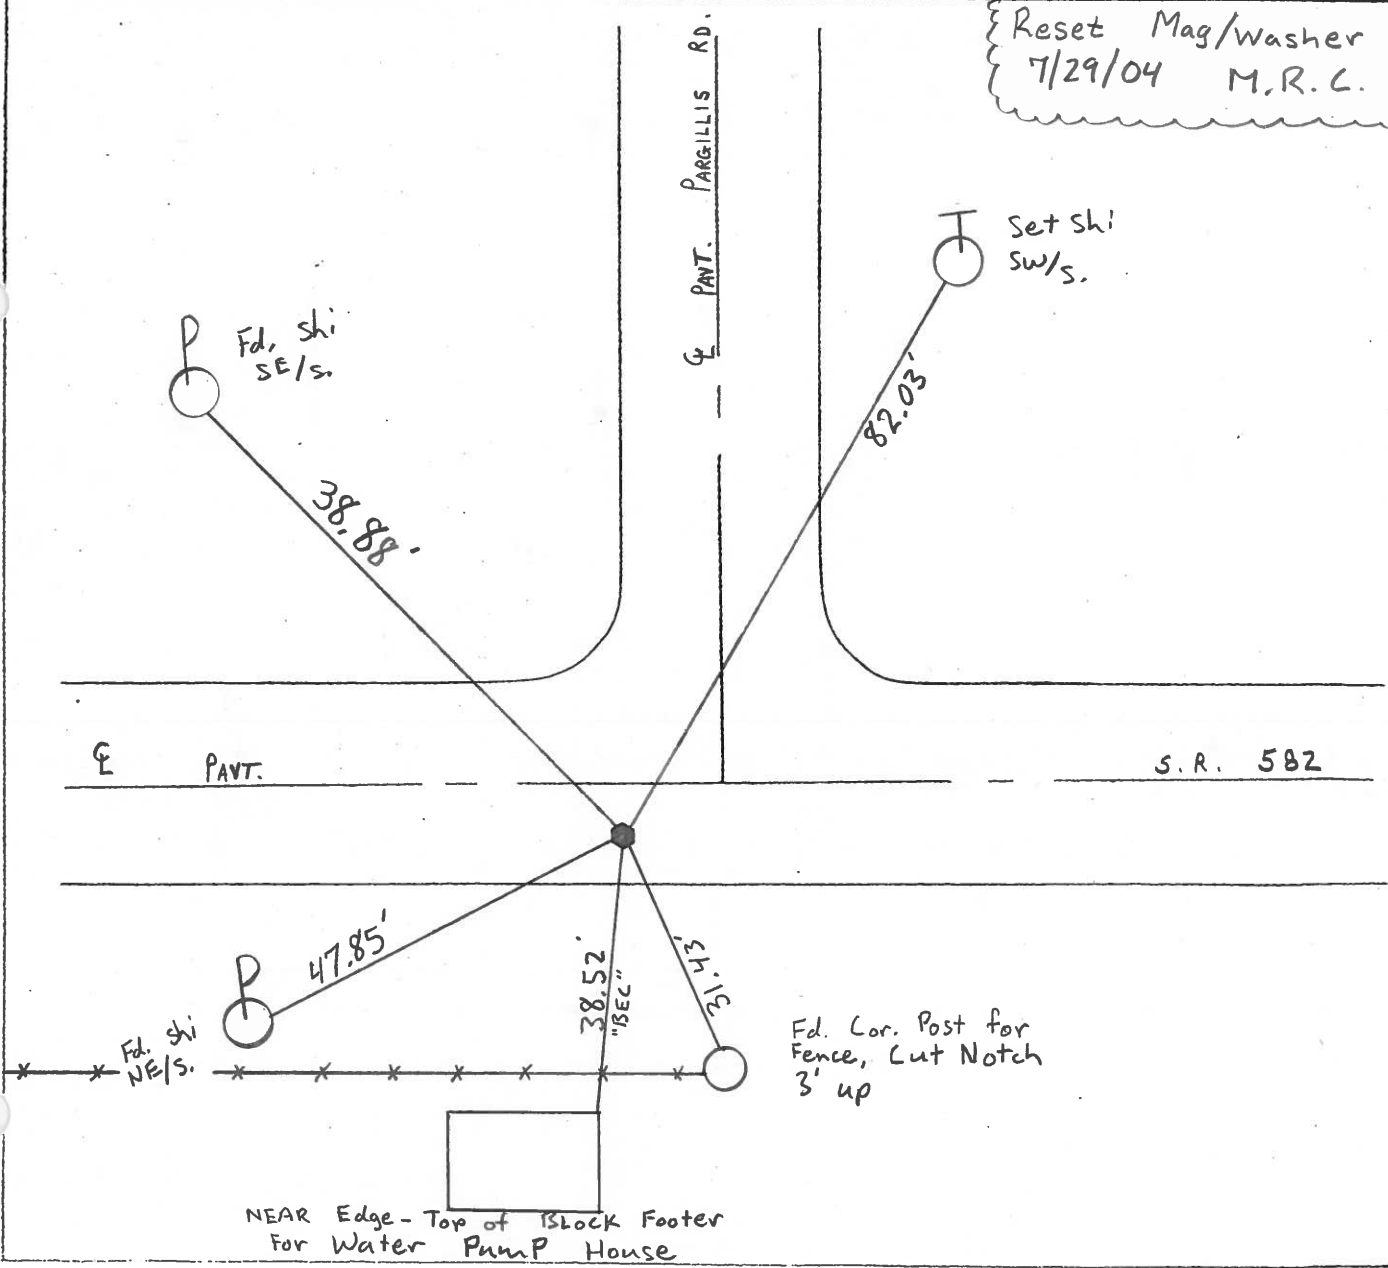 Reset Mag/Washer
7/29/04 M.R.C.
℄ PAVT. PARGILLIS RD.
T
Set Shi
SW/S.
P
Fd. Shi
SE/S.
82.03'
38.88'
℄ PAVT.
S.R. 582
47.85'
38.52'
"BEC"
31.43'
P
Fd. Shi
NE/S.
Fd. Cor. Post for
Fence, Cut Notch
3' up
NEAR Edge - Top of BLOCK Footer
For Water PumP House